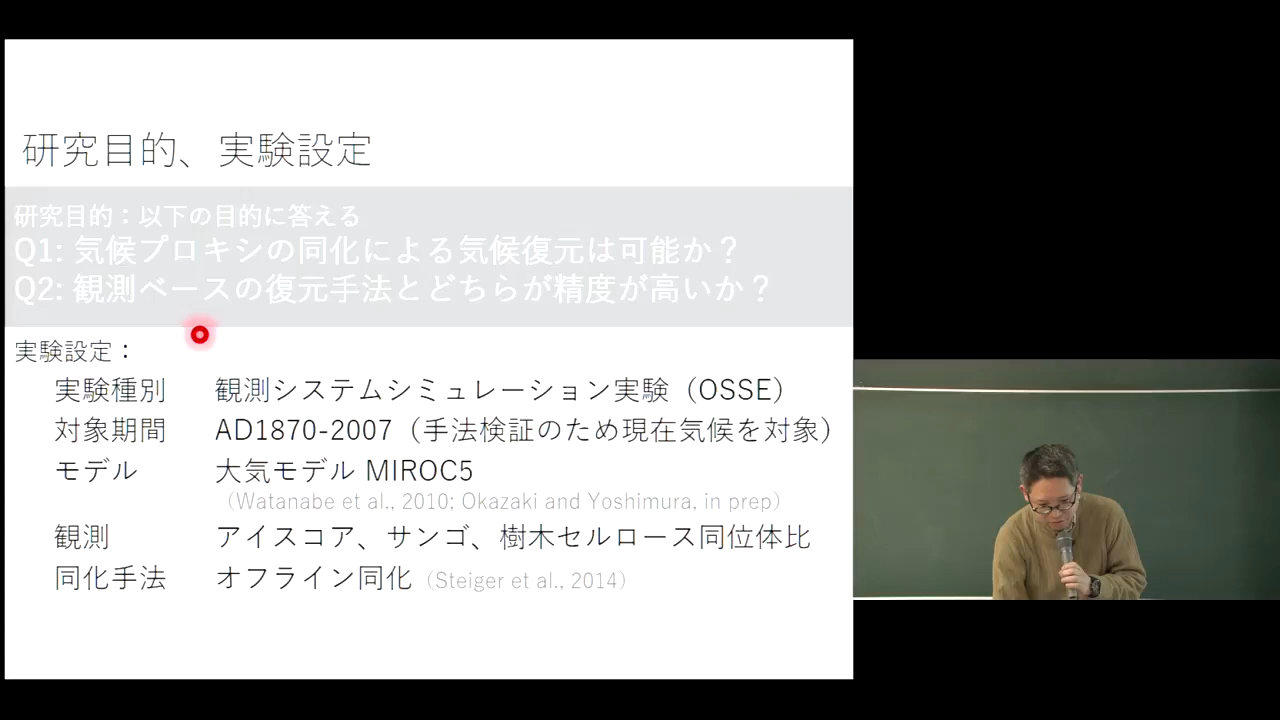 研究目的、実験設定
研究目的：以下の目的に答える
Q1: 気候プロキシの同化による気候復元は可能か？
Q2: 観測ベースの復元手法とどちらが精度が高いか？
実験設定：
実験種別 観測システムシミュレーション実験（OSSE）
対象期間 AD1870-2007（手法検証のため現在気候を対象）
モデル 大気モデル MIROC5
（Watanabe et al., 2010; Okazaki and Yoshimura, in prep）
観測 アイスコア、サンゴ、樹木セルロース同位体比
同化手法 オフライン同化（Steiger et al., 2014）